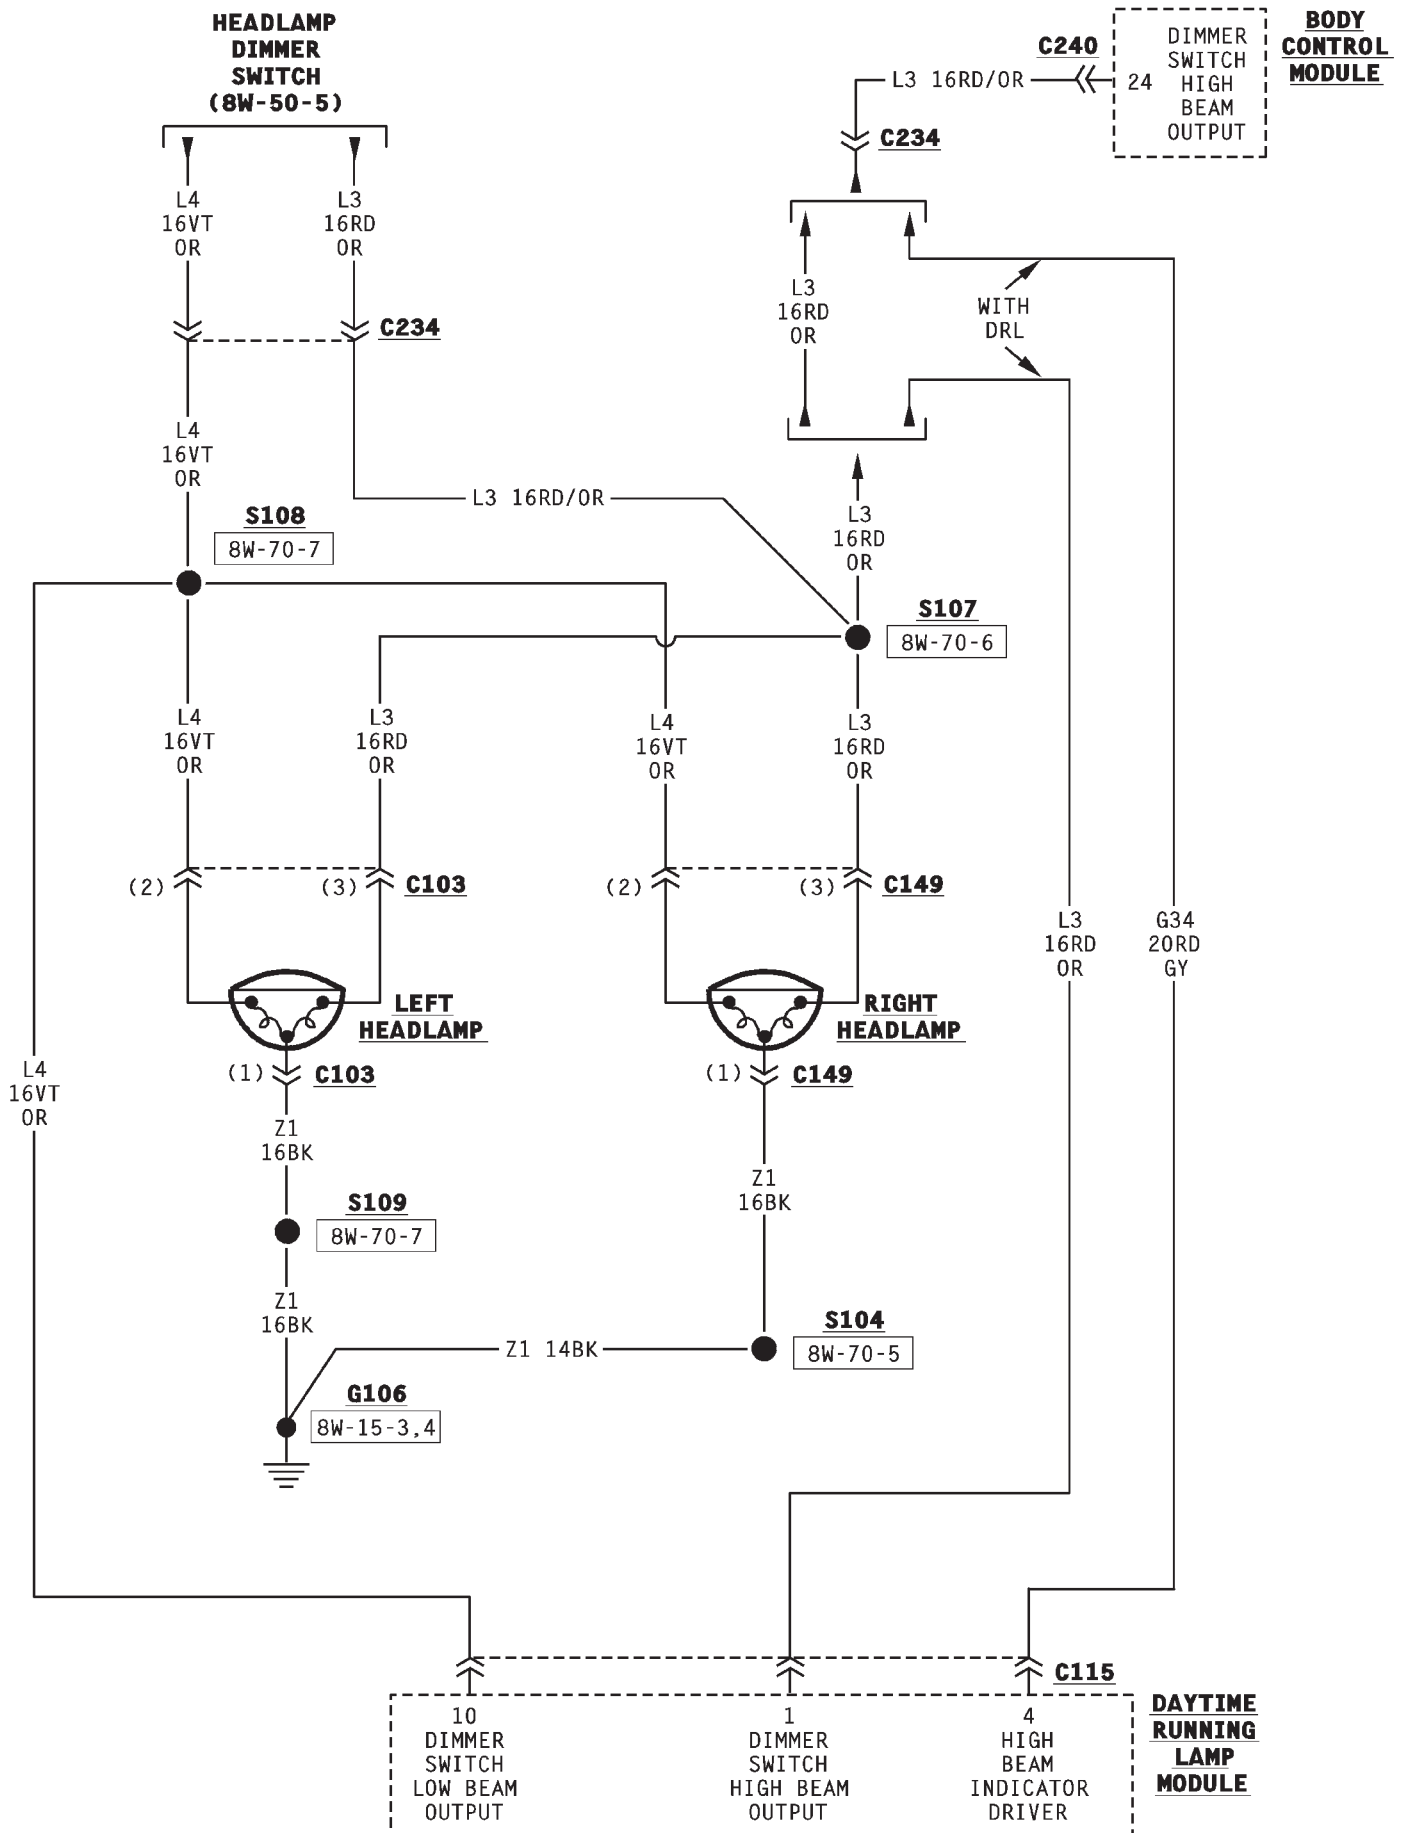 HEADLAMP
DIMMER
SWITCH
(8W-50-5)
BODY
CONTROL
MODULE
C240
L3 16RD/OR
24
DIMMER
SWITCH
HIGH
BEAM
OUTPUT
C234
L4
16VT
OR
L3
16RD
OR
L3
16RD
OR
WITH
DRL
C234
L4
16VT
OR
L3 16RD/OR
S108
8W-70-7
L3
16RD
OR
S107
8W-70-6
L4
16VT
OR
L3
16RD
OR
L4
16VT
OR
L3
16RD
OR
(2)
(3)
C103
(2)
(3)
C149
L3
16RD
OR
G34
20RD
GY
LEFT
HEADLAMP
RIGHT
HEADLAMP
L4
16VT
OR
(1)
C103
(1)
C149
Z1
16BK
Z1
16BK
S109
8W-70-7
Z1
16BK
S104
8W-70-5
Z1 14BK
G106
8W-15-3,4
C115
10
DIMMER
SWITCH
LOW BEAM
OUTPUT
1
DIMMER
SWITCH
HIGH BEAM
OUTPUT
4
HIGH
BEAM
INDICATOR
DRIVER
DAYTIME
RUNNING
LAMP
MODULE